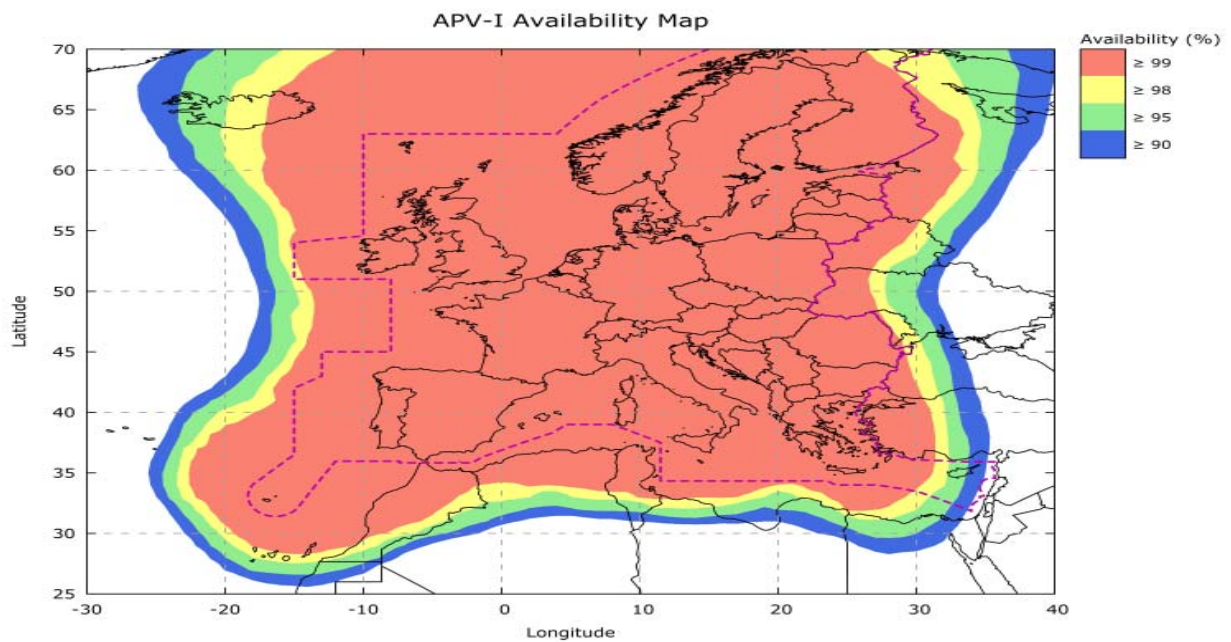 APV-I Availability Map
Availability (%)
≥ 99
≥ 98
≥ 95
≥ 90
70
65
60
55
50
45
40
35
30
25
Latitude
-30 -20 -10 0 10 20 30 40
Longitude